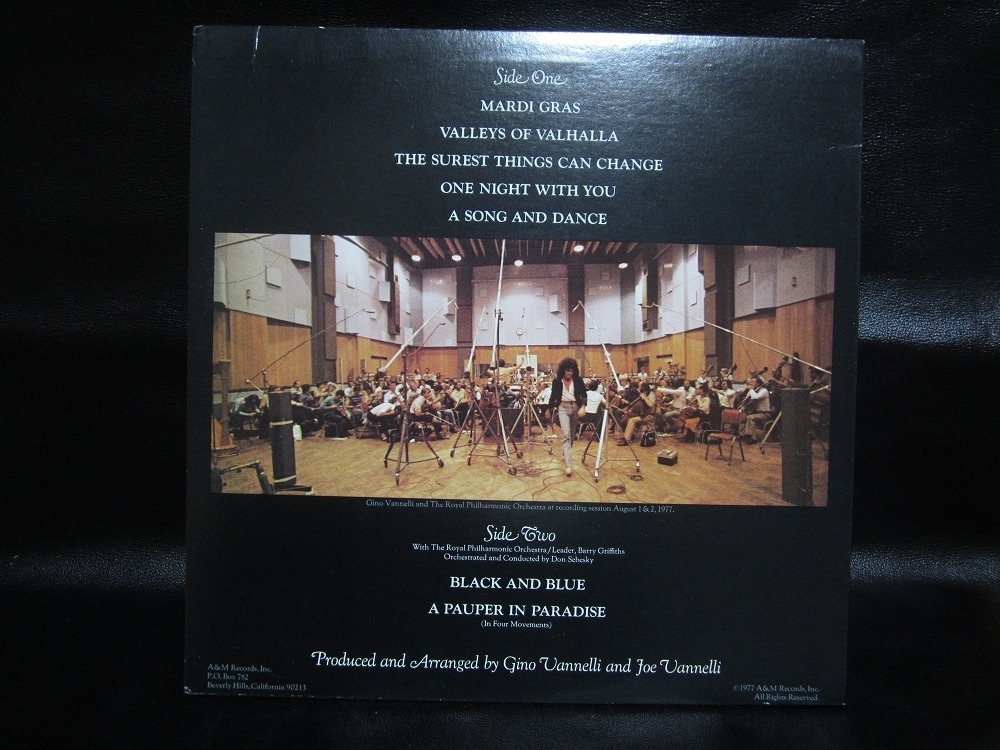 Side One
MARDI GRAS
VALLEYS OF VALHALLA
THE SUREST THINGS CAN CHANGE
ONE NIGHT WITH YOU
A SONG AND DANCE
Gino Vannelli and The Royal Philharmonic Orchestra at recording session August 1 & 2, 1977.
Side Two
With The Royal Philharmonic Orchestra/Leader, Barry Griffiths
Orchestrated and Conducted by Don Sebesky
BLACK AND BLUE
A PAUPER IN PARADISE
(In Four Movements)
Produced and Arranged by Gino Vannelli and Joe Vannelli
A&M Records, Inc.
P.O. Box 782
Beverly Hills, California 90213
©1977 A&M Records, Inc.
All Rights Reserved.